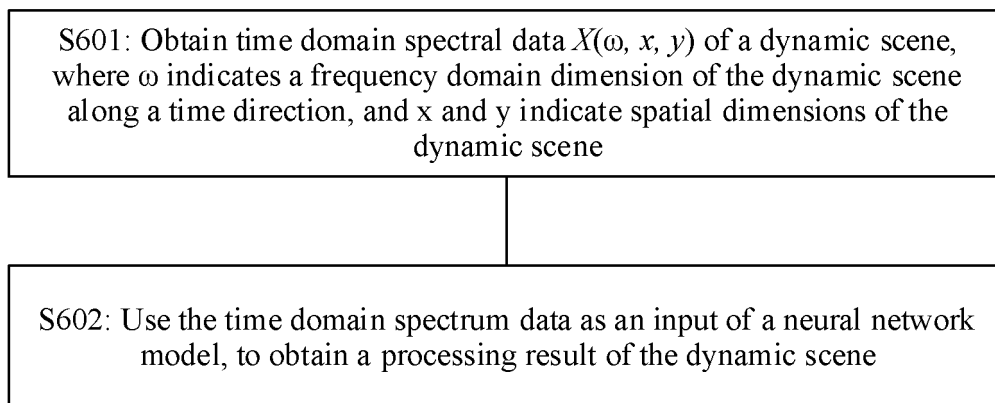 S601: Obtain time domain spectral data X(ω, x, y) of a dynamic scene,
where ω indicates a frequency domain dimension of the dynamic scene
along a time direction, and x and y indicate spatial dimensions of the
dynamic scene
S602: Use the time domain spectrum data as an input of a neural network
model, to obtain a processing result of the dynamic scene